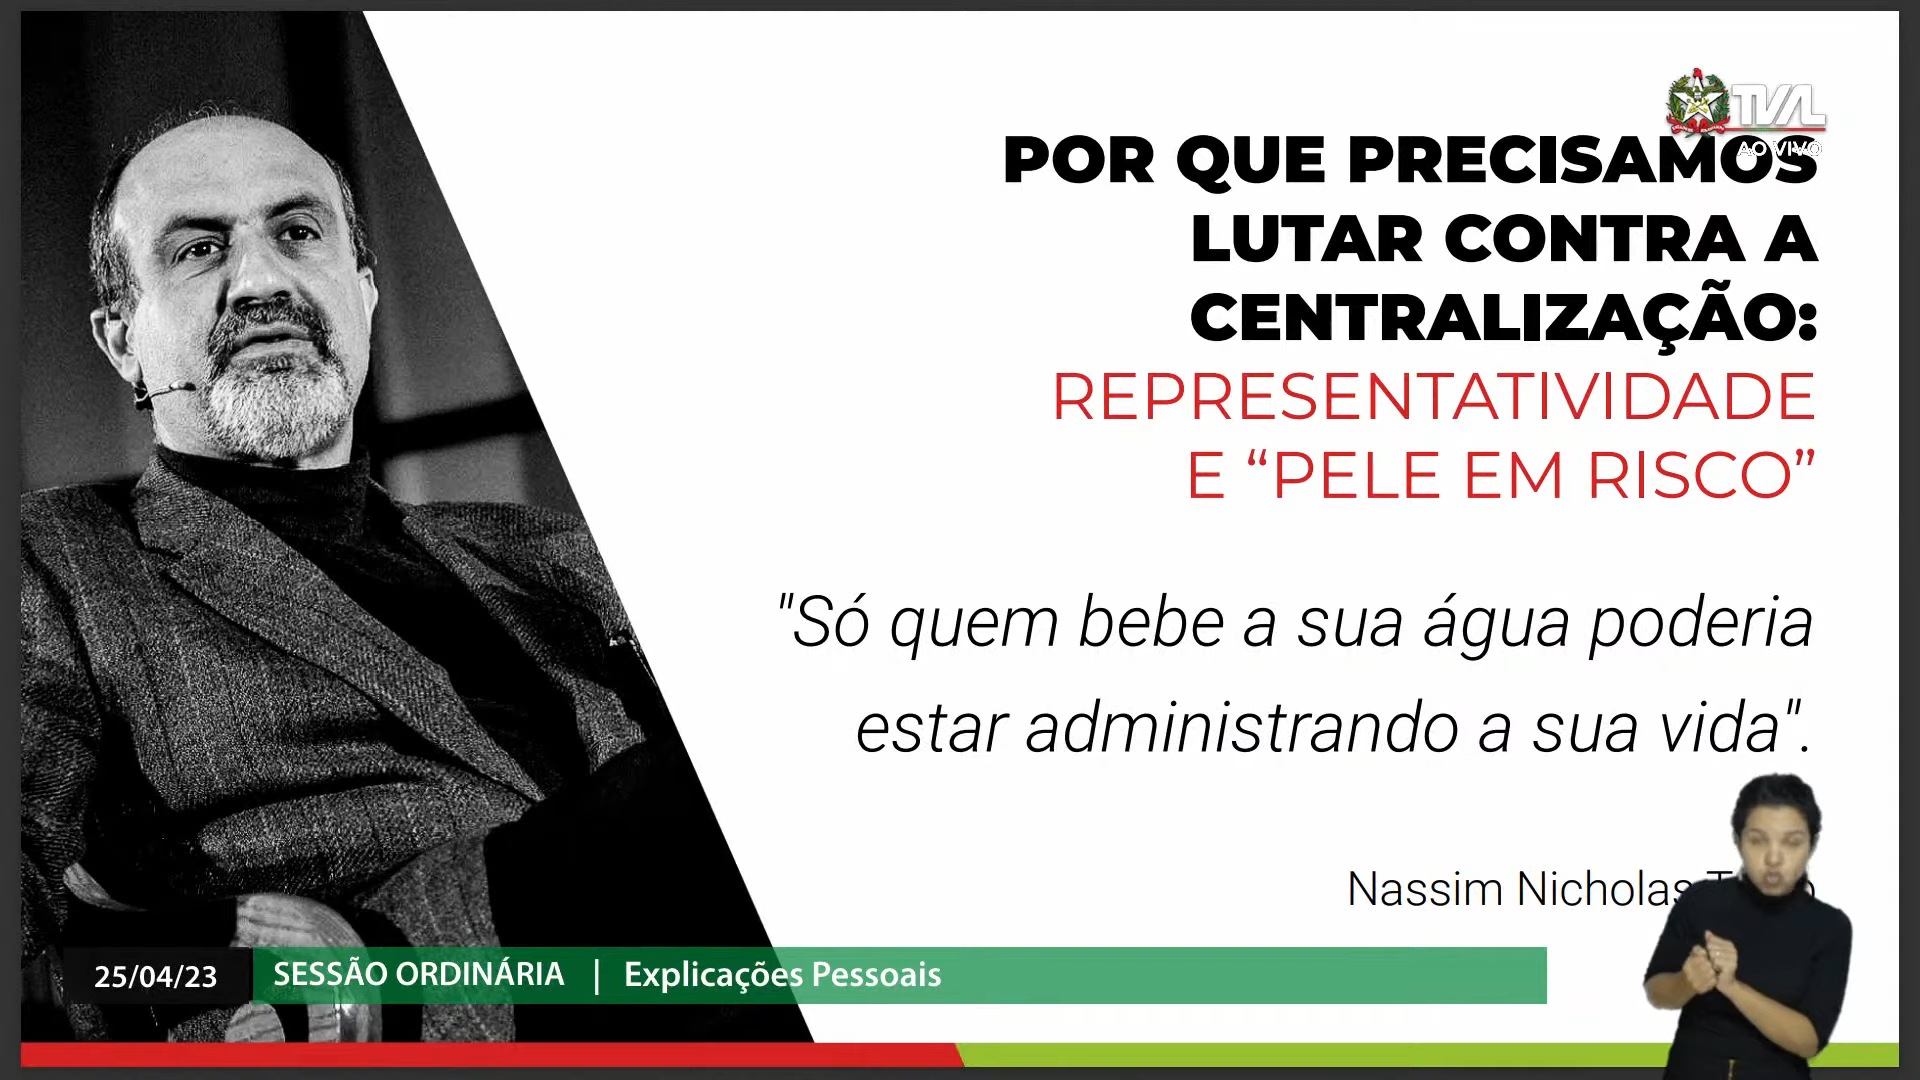 TVAL
AO VIVO
POR QUE PRECISAMOS
LUTAR CONTRA A
CENTRALIZAÇÃO:
REPRESENTATIVIDADE
E “PELE EM RISCO”
"Só quem bebe a sua água poderia
estar administrando a sua vida".
Nassim Nicholas
25/04/23 SESSÃO ORDINÁRIA | Explicações Pessoais